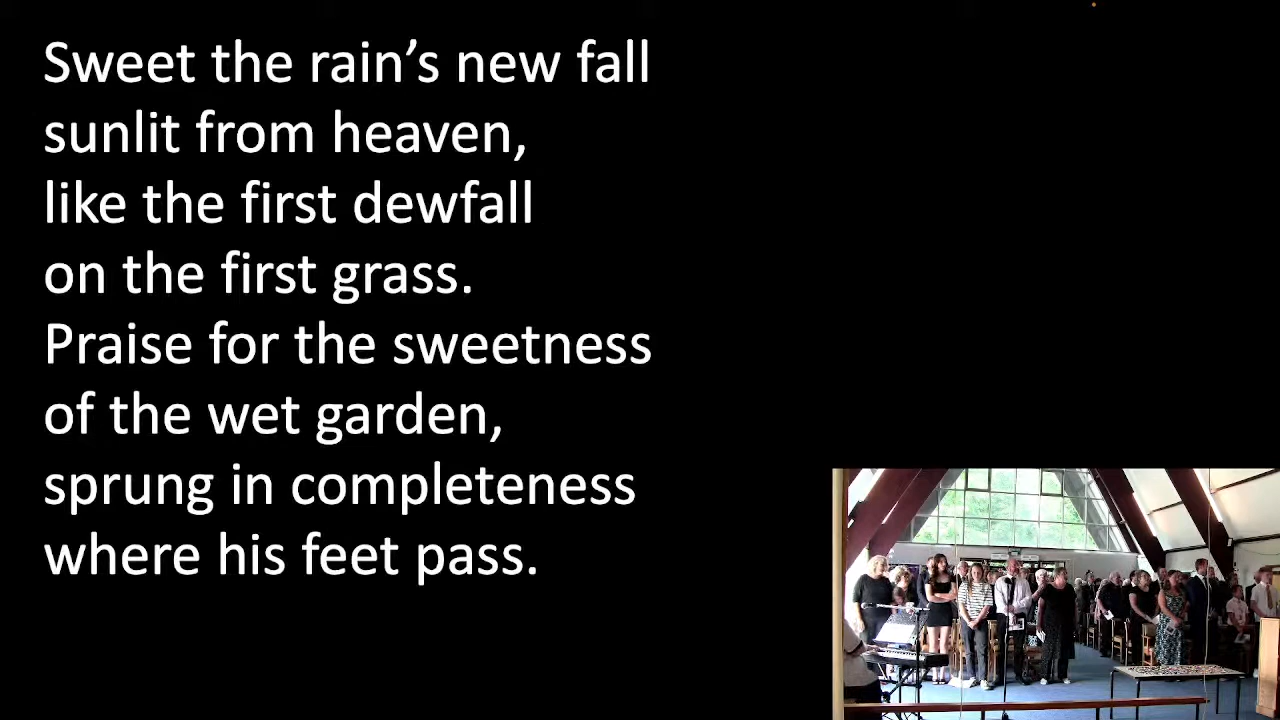 Sweet the rain’s new fall
sunlit from heaven,
like the first dewfall
on the first grass.
Praise for the sweetness
of the wet garden,
sprung in completeness
where his feet pass.